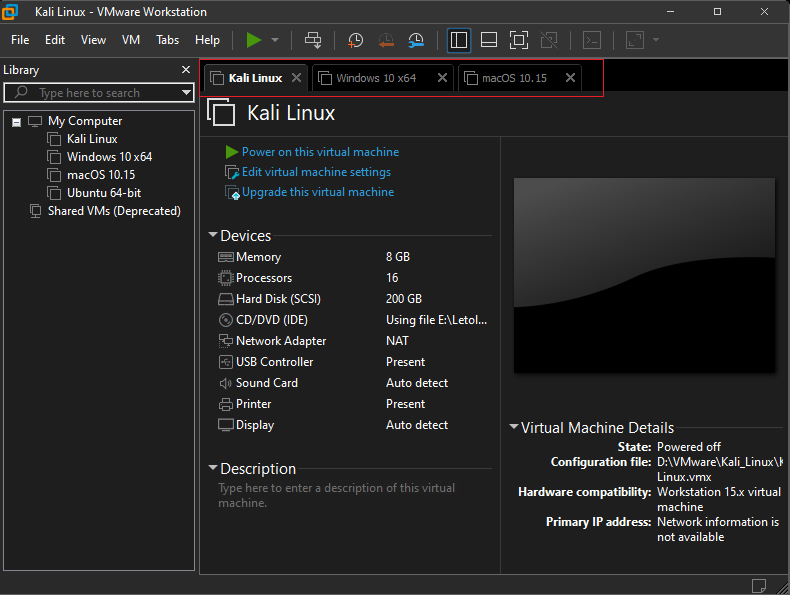 Kali Linux - VMware Workstation
File Edit View VM Tabs Help
Library
Type here to search
My Computer
Kali Linux
Windows 10 x64
macOS 10.15
Ubuntu 64-bit
Shared VMs (Deprecated)
Kali Linux Windows 10 x64 macOS 10.15
Kali Linux
Power on this virtual machine
Edit virtual machine settings
Upgrade this virtual machine
Devices
Memory 8 GB
Processors 16
Hard Disk (SCSI) 200 GB
CD/DVD (IDE) Using file E:\Letol...
Network Adapter NAT
USB Controller Present
Sound Card Auto detect
Printer Present
Display Auto detect
Description
Type here to enter a description of this virtual
machine.
Virtual Machine Details
State: Powered off
Configuration file: D:\VMware\Kali_Linux\K
Linux.vmx
Hardware compatibility: Workstation 15.x virtual
machine
Primary IP address: Network information is
not available